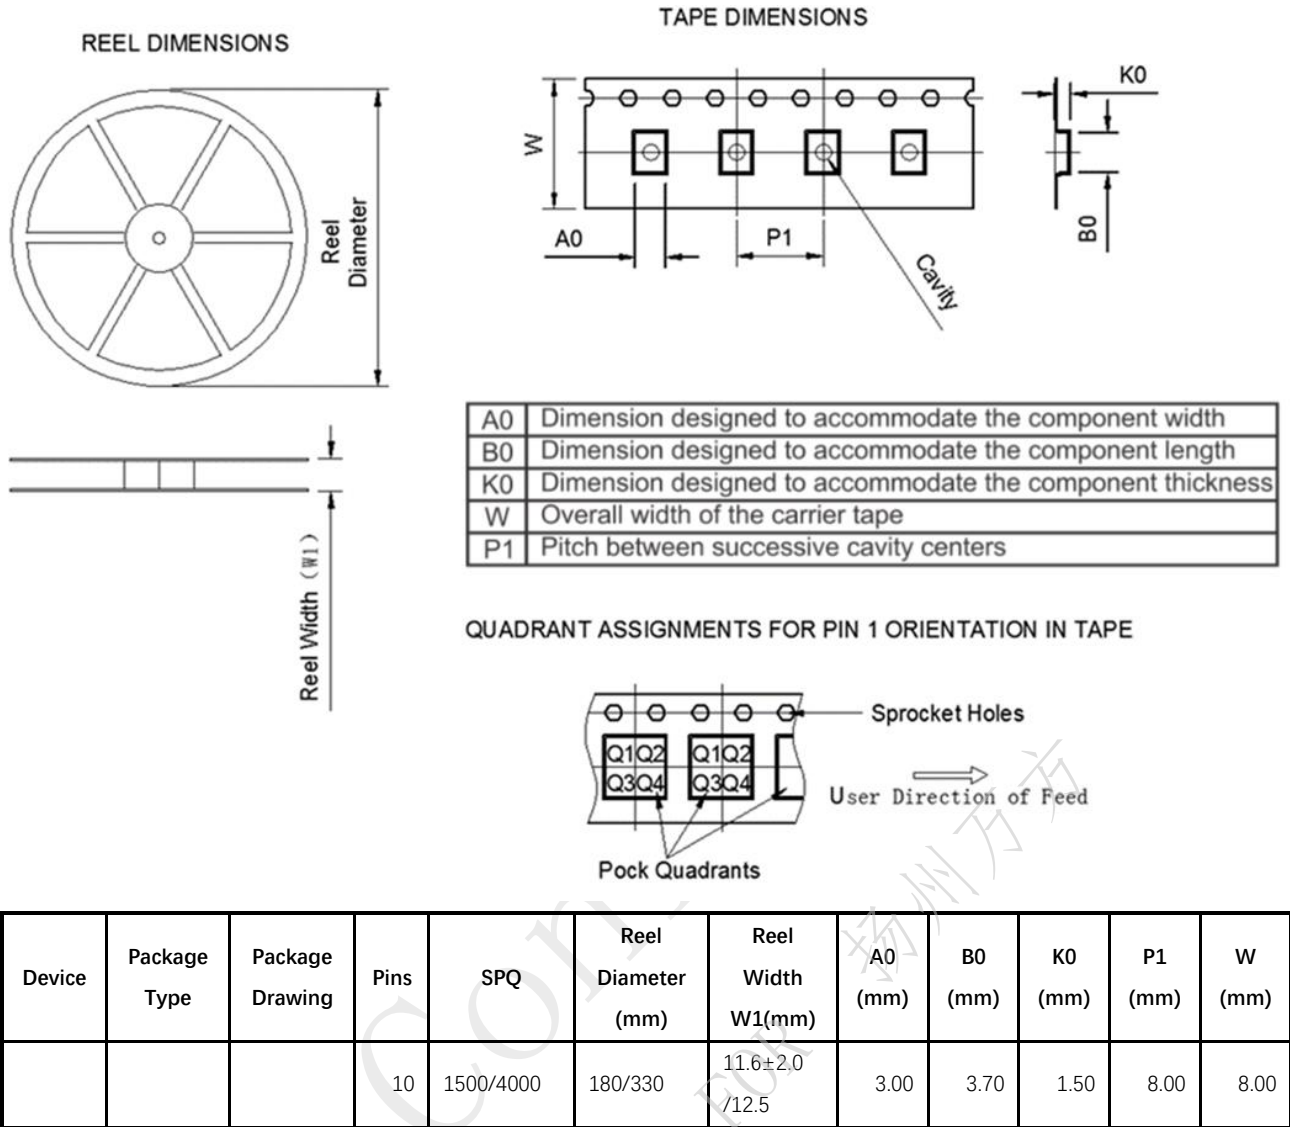 REEL DIMENSIONS
TAPE DIMENSIONS
Reel
Diameter
Reel Width (W1)
W
A0
P1
Cavity
K0
B0
A0 Dimension designed to accommodate the component width
B0 Dimension designed to accommodate the component length
K0 Dimension designed to accommodate the component thickness
W Overall width of the carrier tape
P1 Pitch between successive cavity centers
QUADRANT ASSIGNMENTS FOR PIN 1 ORIENTATION IN TAPE
Sprocket Holes
Q1 Q2 Q1 Q2
Q3 Q4 Q3 Q4
User Direction of Feed
Pock Quadrants
扬州万方
Device Package Type Package Drawing Pins SPQ Reel Diameter (mm) Reel Width W1(mm) A0 (mm) B0 (mm) K0 (mm) P1 (mm) W (mm)
10 1500/4000 180/330 11.6±2.0 /12.5 3.00 3.70 1.50 8.00 8.00
FOR